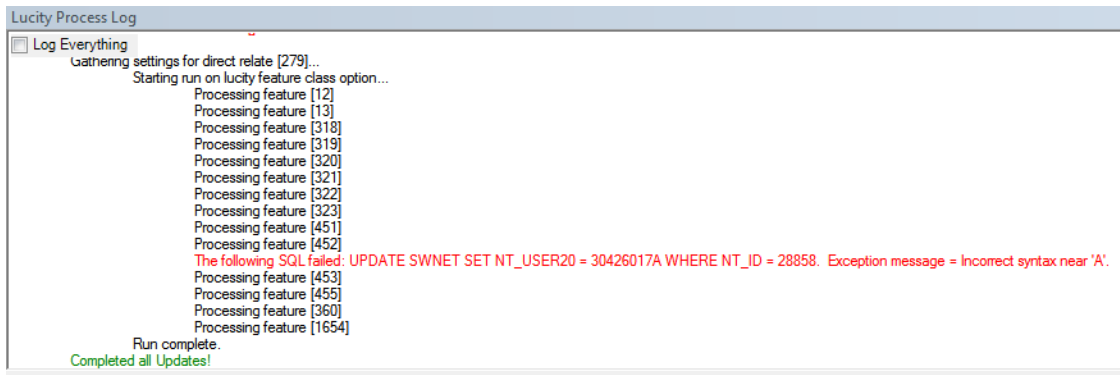 Lucity Process Log
Log Everything
Gathering settings for direct relate [279]...
Starting run on lucity feature class option...
Processing feature [12]
Processing feature [13]
Processing feature [318]
Processing feature [319]
Processing feature [320]
Processing feature [321]
Processing feature [322]
Processing feature [323]
Processing feature [451]
Processing feature [452]
The following SQL failed: UPDATE SWNET SET NT_USER20 = 30426017A WHERE NT_ID = 28858.  Exception message = Incorrect syntax near 'A'.
Processing feature [453]
Processing feature [455]
Processing feature [360]
Processing feature [1654]
Run complete.
Completed all Updates!